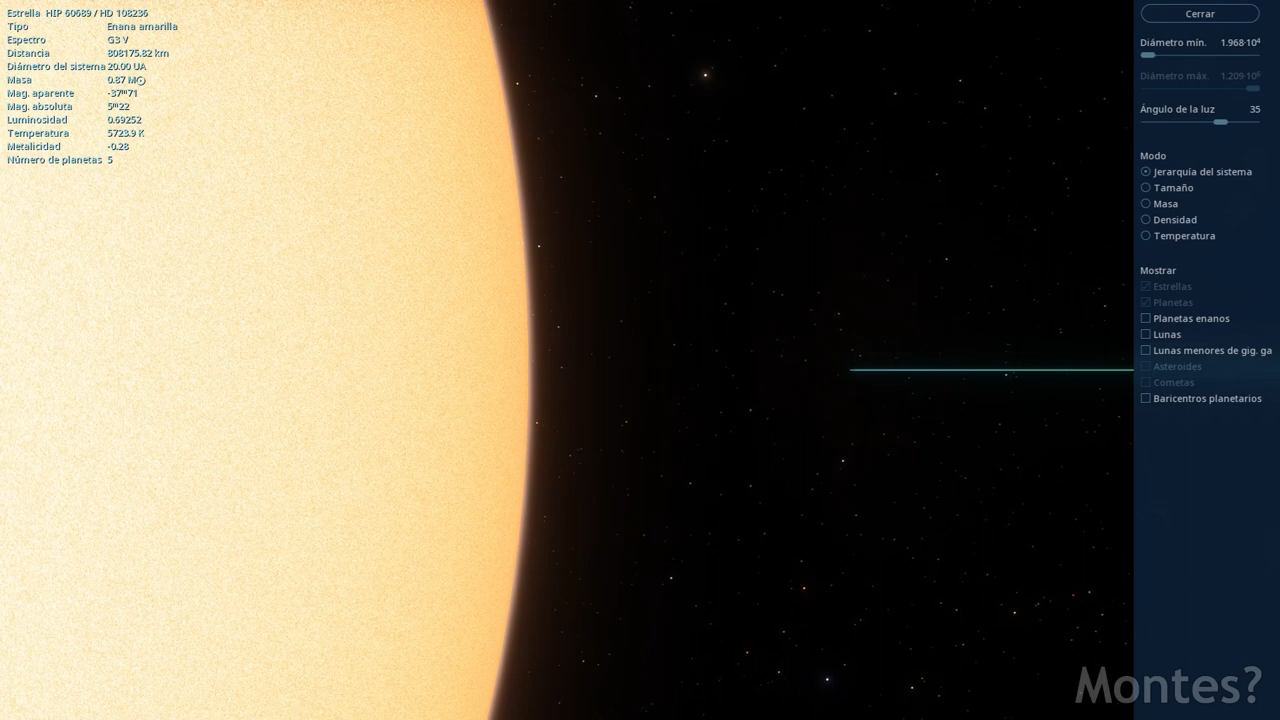 Estrella HIP 60689 / HD 108236
Tipo Enana amarilla
Espectro G3 V
Distancia 808175.82 km
Diámetro del sistema 20.00 UA
Masa 0.87 M☉
Mag. aparente -37ᵐ71
Mag. absoluta 5ᵐ22
Luminosidad 0.69252
Temperatura 5723.9 K
Metalicidad -0.28
Número de planetas 5
Cerrar
Diámetro mín. 1.968·10⁴
Diámetro máx. 1.209·10⁶
Ángulo de la luz 35
Modo
Jerarquía del sistema
Tamaño
Masa
Densidad
Temperatura
Mostrar
Estrellas
Planetas
Planetas enanos
Lunas
Lunas menores de gig. ga
Asteroides
Cometas
Baricentros planetarios
Montes?